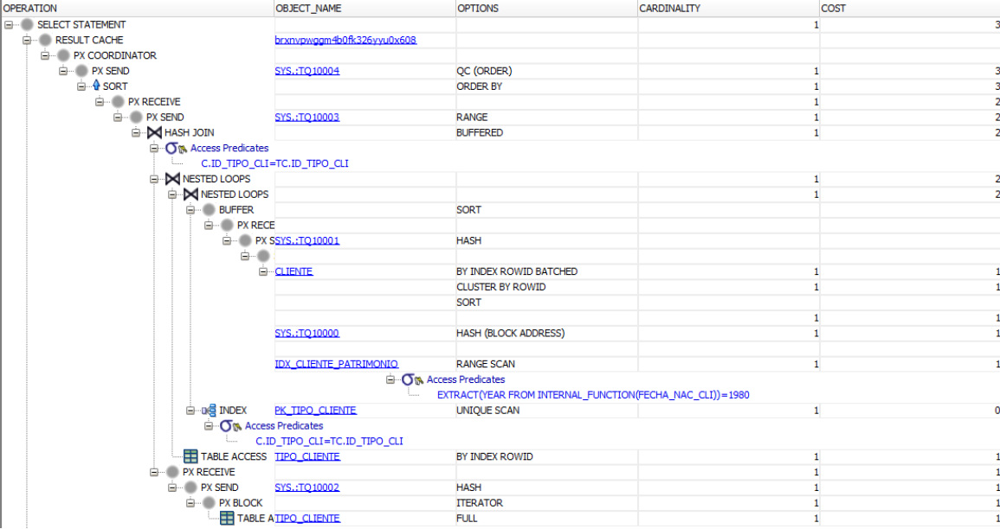 OPERATION OBJECT_NAME OPTIONS CARDINALITY COST
SELECT STATEMENT 1 3
RESULT CACHE brxnvpwggm4b0fk326yyu0x608
PX COORDINATOR
PX SEND SYS.:TQ10004 QC (ORDER) 1 3
SORT ORDER BY 1 3
PX RECEIVE 1 2
PX SEND SYS.:TQ10003 RANGE 1 2
HASH JOIN BUFFERED 1 2
Access Predicates
C.ID_TIPO_CLI=TC.ID_TIPO_CLI
NESTED LOOPS 1 2
NESTED LOOPS 1 2
BUFFER SORT
PX RECE
PX S SYS.:TQ10001 HASH
CLIENTE BY INDEX ROWID BATCHED 1 1
CLUSTER BY ROWID 1 1
SORT
1 1
SYS.:TQ10000 HASH (BLOCK ADDRESS) 1 1
IDX_CLIENTE_PATRIMONIO RANGE SCAN 1 1
Access Predicates
EXTRACT(YEAR FROM INTERNAL_FUNCTION(FECHA_NAC_CLI))=1980
INDEX PK_TIPO_CLIENTE UNIQUE SCAN 1 0
Access Predicates
C.ID_TIPO_CLI=TC.ID_TIPO_CLI
TABLE ACCESS TIPO_CLIENTE BY INDEX ROWID 1 1
PX RECEIVE 1 1
PX SEND SYS.:TQ10002 HASH 1 1
PX BLOCK ITERATOR 1 1
TABLE A TIPO_CLIENTE FULL 1 1